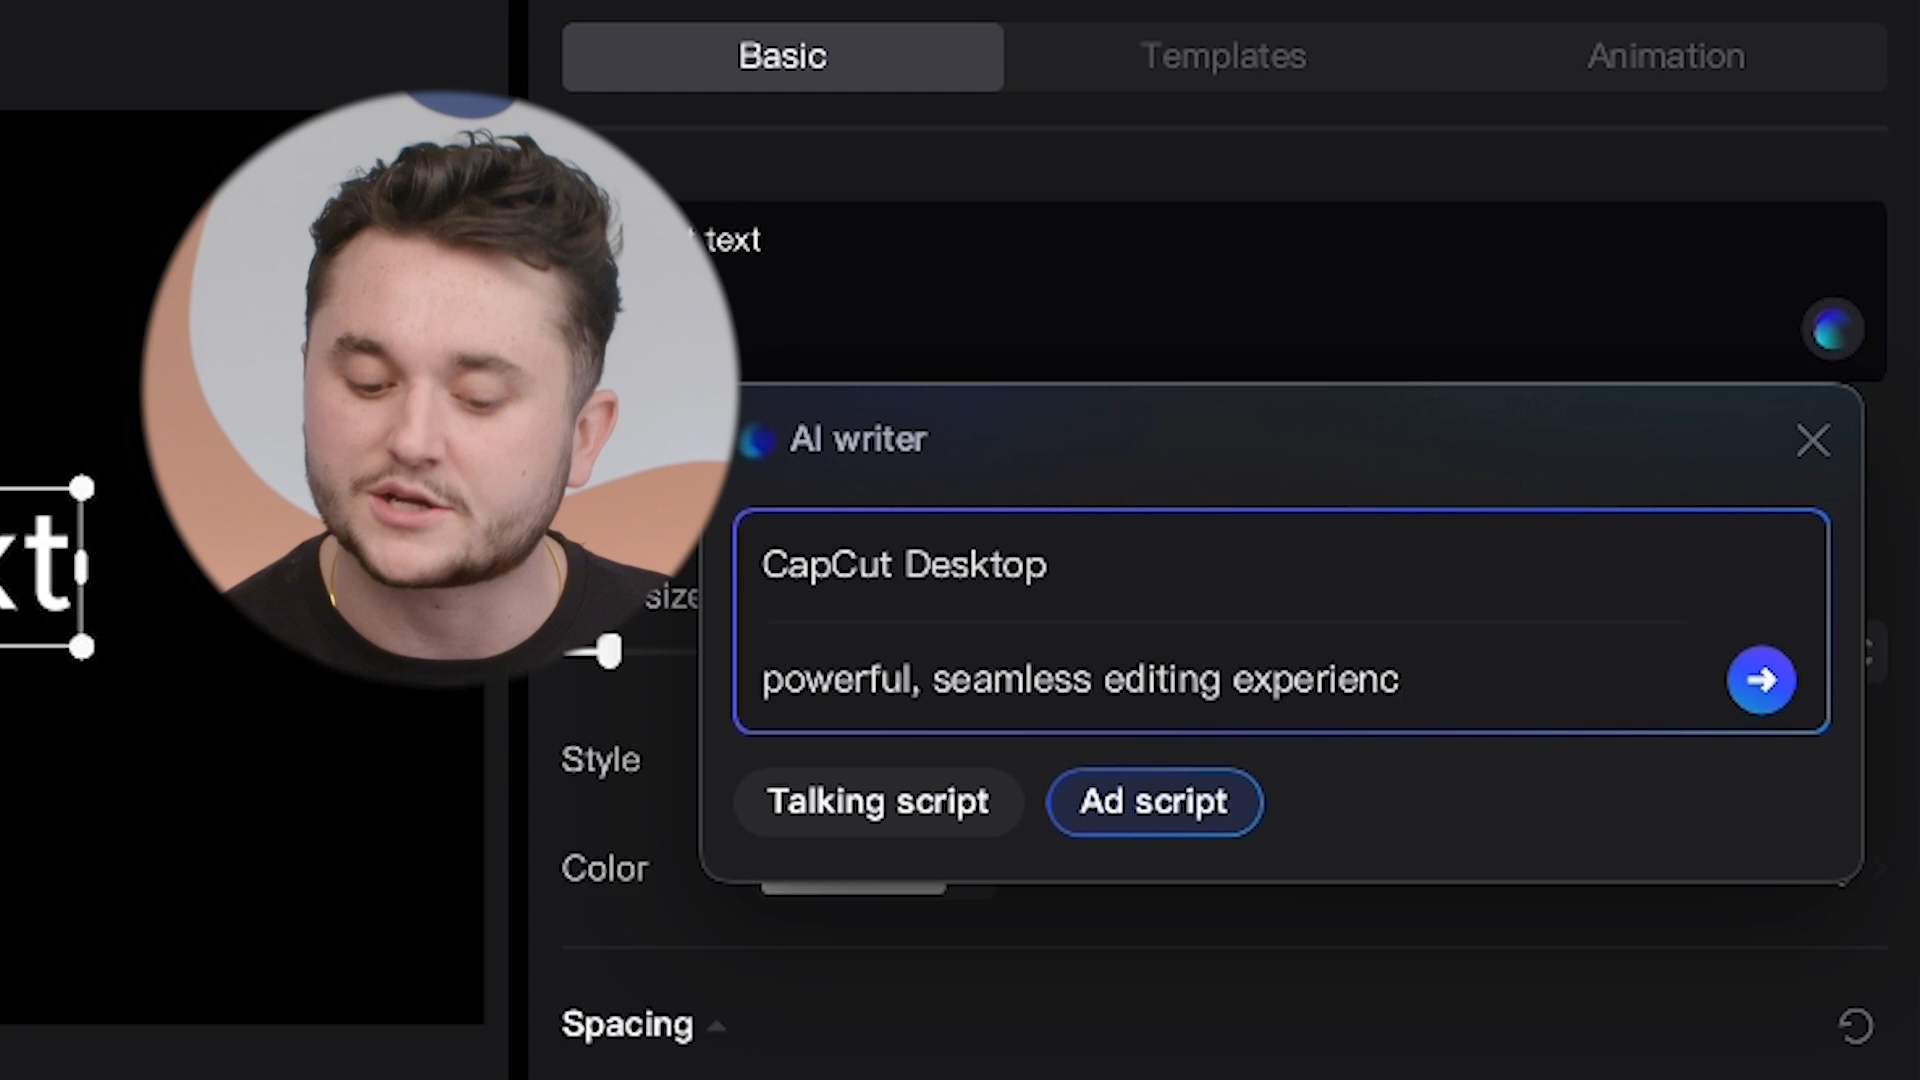 Basic
Templates
Animation
text
AI writer
CapCut Desktop
size
powerful, seamless editing experienc
Style
Talking script
Ad script
Color
Spacing